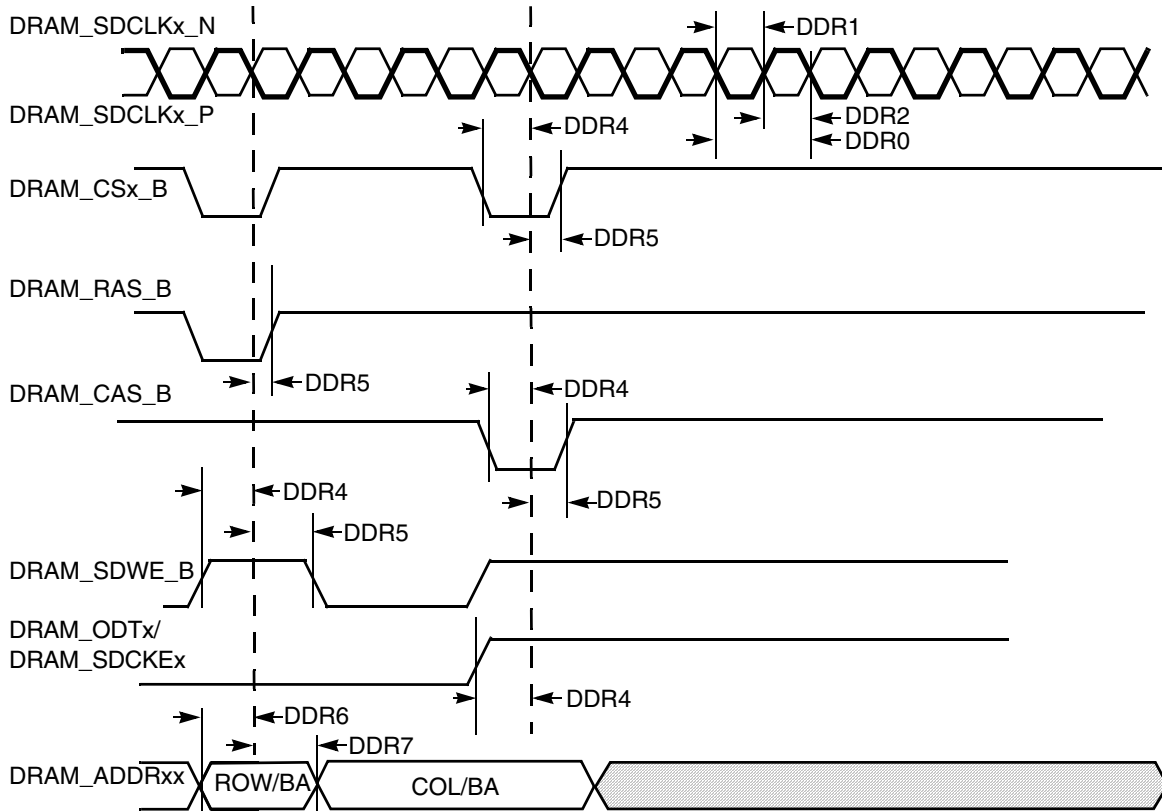 DRAM_SDCLKx_N
DDR1
DRAM_SDCLKx_P
DDR4
DDR2
DDR0
DRAM_CSx_B
DDR5
DRAM_RAS_B
DDR5
DDR4
DRAM_CAS_B
DDR4
DDR5
DDR5
DRAM_SDWE_B
DRAM_ODTx/
DRAM_SDCKEx
DDR4
DDR6
DDR7
DRAM_ADDRxx
ROW/BA
COL/BA